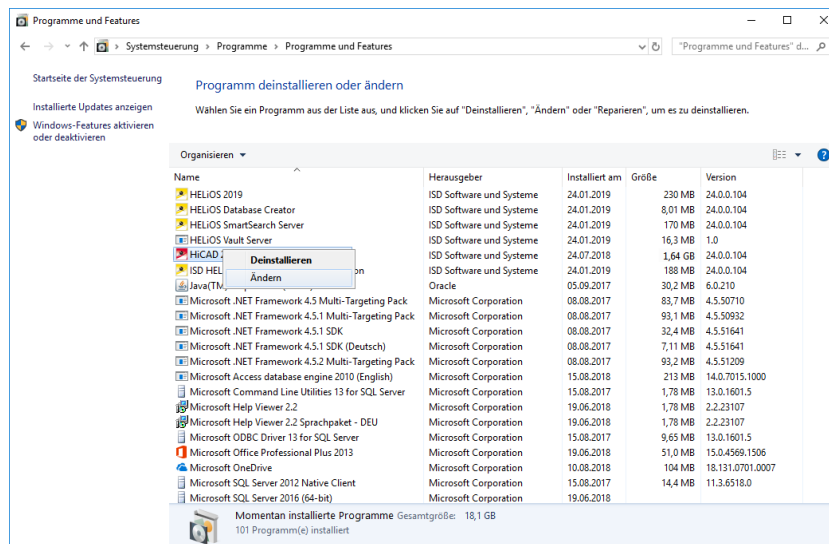 Programme und Features
Systemsteuerung > Programme > Programme und Features
"Programme und Features" d...
Startseite der Systemsteuerung
Installierte Updates anzeigen
Windows-Features aktivieren
oder deaktivieren
Programm deinstallieren oder ändern
Wählen Sie ein Programm aus der Liste aus, und klicken Sie auf "Deinstallieren", "Ändern" oder "Reparieren", um es zu deinstallieren.
Organisieren
Name Herausgeber Installiert am Größe Version
HELiOS 2019 ISD Software und Systeme 24.01.2019 230 MB 24.0.0.104
HELiOS Database Creator ISD Software und Systeme 24.01.2019 8,01 MB 24.0.0.104
HELiOS SmartSearch Server ISD Software und Systeme 24.01.2019 170 MB 24.0.0.104
HELiOS Vault Server ISD Software und Systeme 24.01.2019 16,3 MB 1.0
HiCAD ISD Software und Systeme 24.07.2018 1,64 GB 24.0.0.104
Deinstallieren
ISD HEL on ISD Software und Systeme 24.01.2019 188 MB 24.0.0.104
Ändern
Java(TM) Oracle 05.09.2017 30,2 MB 6.0.210
Microsoft .NET Framework 4.5 Multi-Targeting Pack Microsoft Corporation 08.08.2017 83,7 MB 4.5.50710
Microsoft .NET Framework 4.5.1 Multi-Targeting Pack Microsoft Corporation 08.08.2017 93,1 MB 4.5.50932
Microsoft .NET Framework 4.5.1 SDK Microsoft Corporation 08.08.2017 32,4 MB 4.5.51641
Microsoft .NET Framework 4.5.1 SDK (Deutsch) Microsoft Corporation 08.08.2017 7,11 MB 4.5.51641
Microsoft .NET Framework 4.5.2 Multi-Targeting Pack Microsoft Corporation 08.08.2017 93,2 MB 4.5.51209
Microsoft Access database engine 2010 (English) Microsoft Corporation 15.08.2018 213 MB 14.0.7015.1000
Microsoft Command Line Utilities 13 for SQL Server Microsoft Corporation 15.08.2017 1,78 MB 13.0.1601.5
Microsoft Help Viewer 2.2 Microsoft Corporation 19.06.2018 1,78 MB 2.2.23107
Microsoft Help Viewer 2.2 Sprachpaket - DEU Microsoft Corporation 19.06.2018 1,78 MB 2.2.23107
Microsoft ODBC Driver 13 for SQL Server Microsoft Corporation 15.08.2017 9,65 MB 13.0.1601.5
Microsoft Office Professional Plus 2013 Microsoft Corporation 19.06.2018 51,0 MB 15.0.4569.1506
Microsoft OneDrive Microsoft Corporation 10.08.2018 104 MB 18.131.0701.0007
Microsoft SQL Server 2012 Native Client Microsoft Corporation 15.08.2017 14,4 MB 11.3.6518.0
Microsoft SQL Server 2016 (64-bit) Microsoft Corporation 19.06.2018
Momentan installierte Programme Gesamtgröße: 18,1 GB
101 Programm(e) installiert